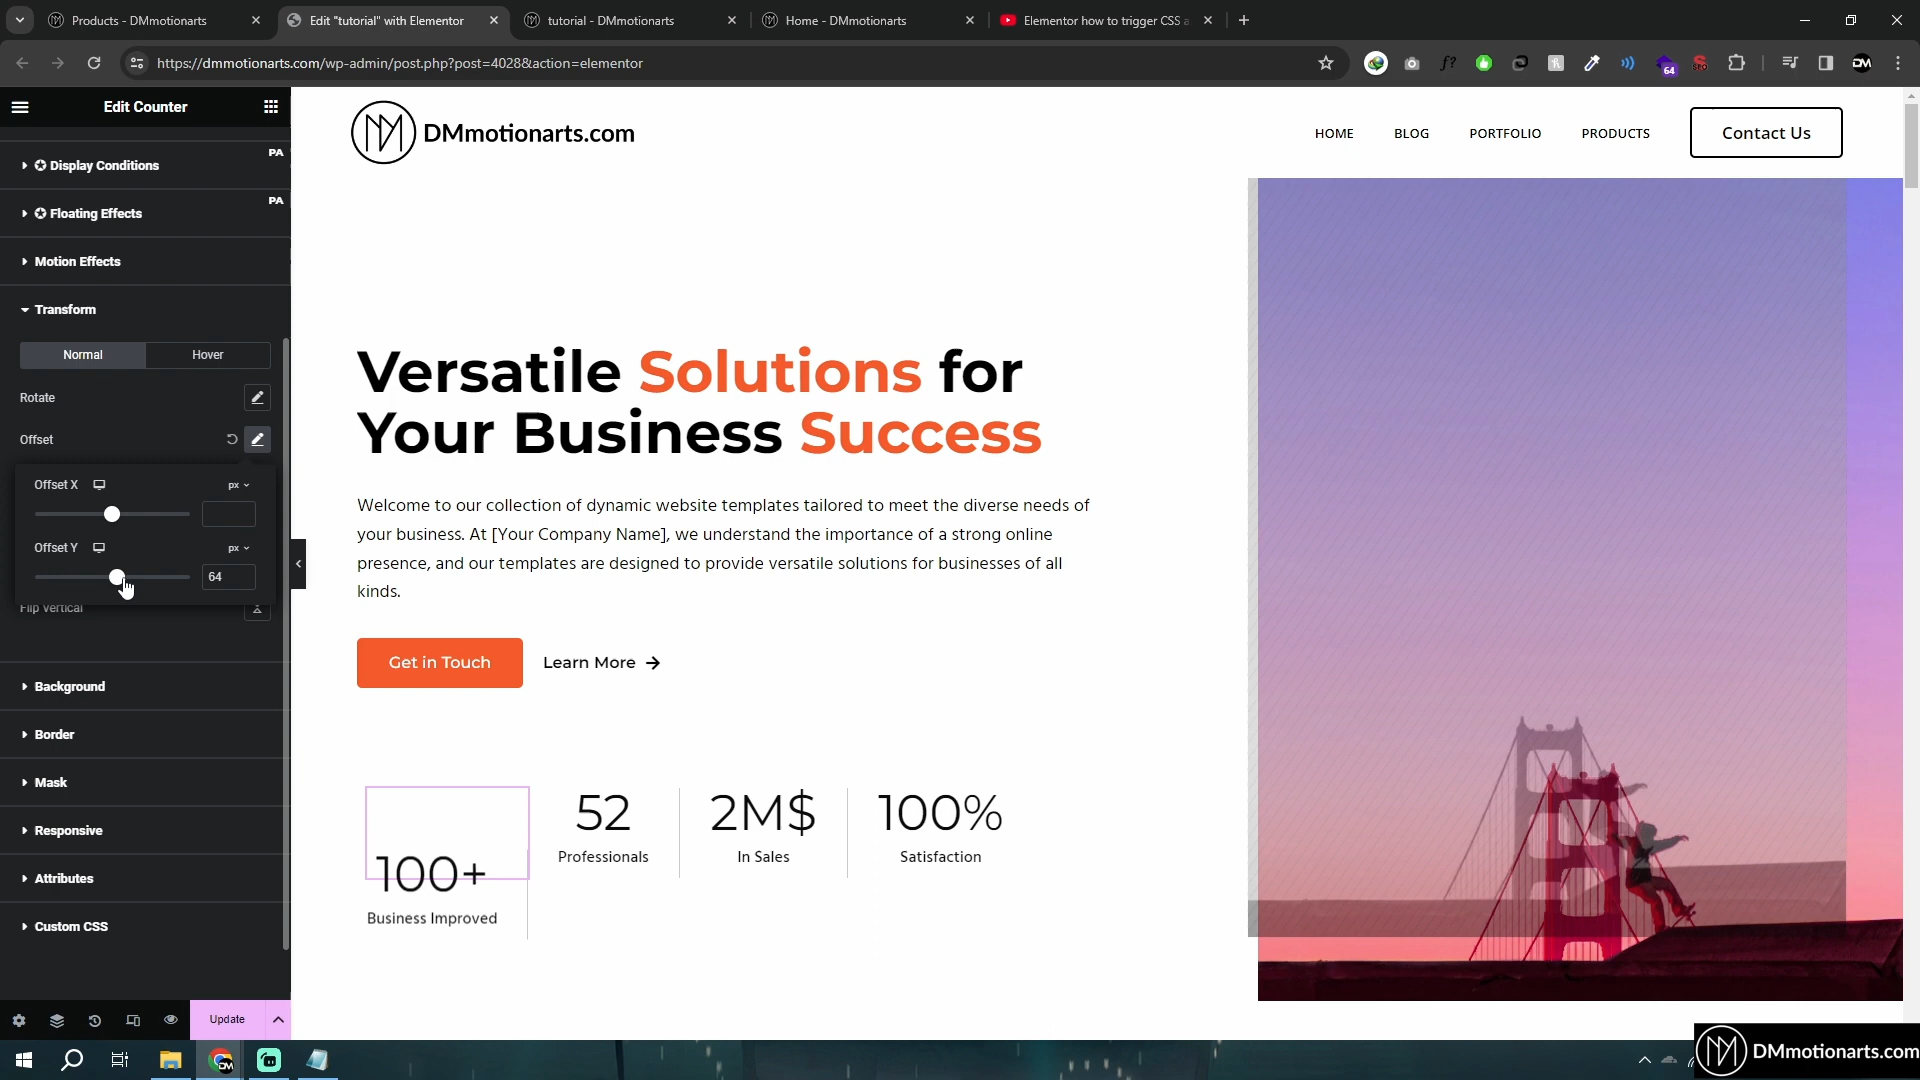 Products - DMmotionarts
Edit "tutorial" with Elementor
tutorial - DMmotionarts
Home - DMmotionarts
Elementor how to trigger CSS a
https://dmmotionarts.com/wp-admin/post.php?post=4028&action=elementor
f?
64
SEO
DM
Edit Counter
DMmotionarts.com
HOME
BLOG
PORTFOLIO
PRODUCTS
Contact Us
PA
Display Conditions
PA
Floating Effects
Motion Effects
Transform
Normal
Hover
Rotate
Offset
Offset X
px
Offset Y
px
64
Flip Vertical
Background
Border
Mask
Responsive
Attributes
Custom CSS
Update
Versatile Solutions for
Your Business Success
Welcome to our collection of dynamic website templates tailored to meet the diverse needs of
your business. At [Your Company Name], we understand the importance of a strong online
presence, and our templates are designed to provide versatile solutions for businesses of all
kinds.
Get in Touch
Learn More
52
2M$
100%
Professionals
In Sales
Satisfaction
100+
Business Improved
DMmotionarts.com